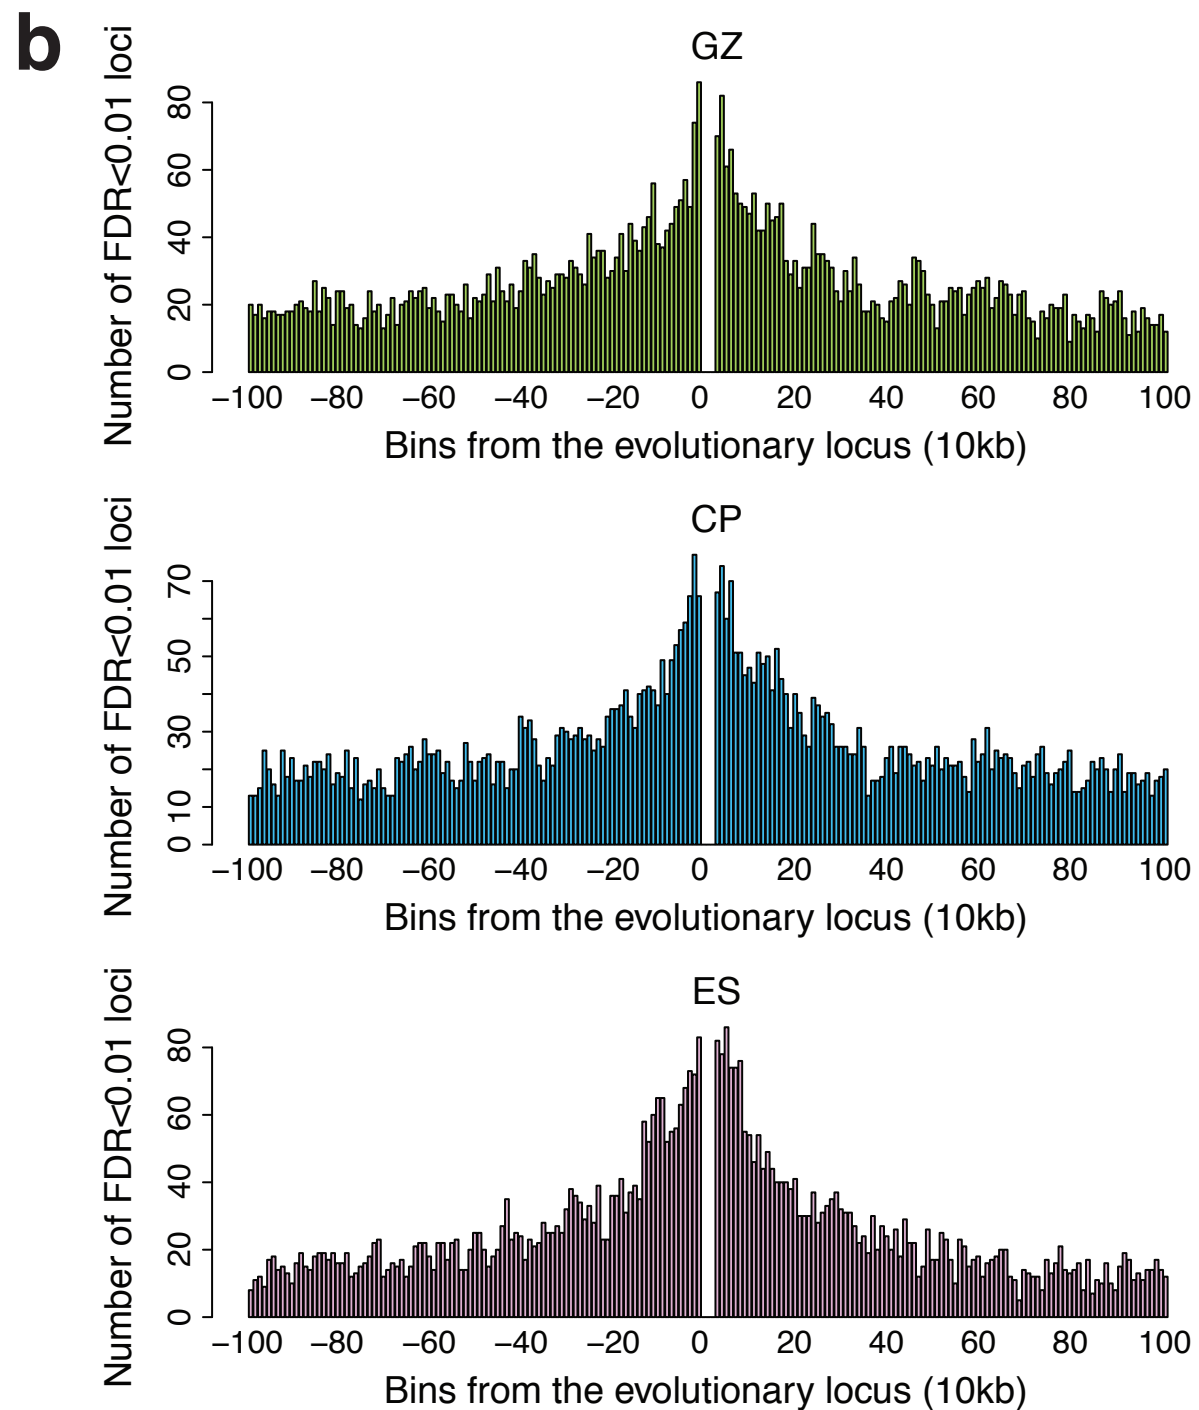 b
GZ
Number of FDR<0.01 loci
0 20 40 60 80
−100 −80 −60 −40 −20 0 20 40 60 80 100
Bins from the evolutionary locus (10kb)
CP
Number of FDR<0.01 loci
0 10 30 50 70
−100 −80 −60 −40 −20 0 20 40 60 80 100
Bins from the evolutionary locus (10kb)
ES
Number of FDR<0.01 loci
0 20 40 60 80
−100 −80 −60 −40 −20 0 20 40 60 80 100
Bins from the evolutionary locus (10kb)